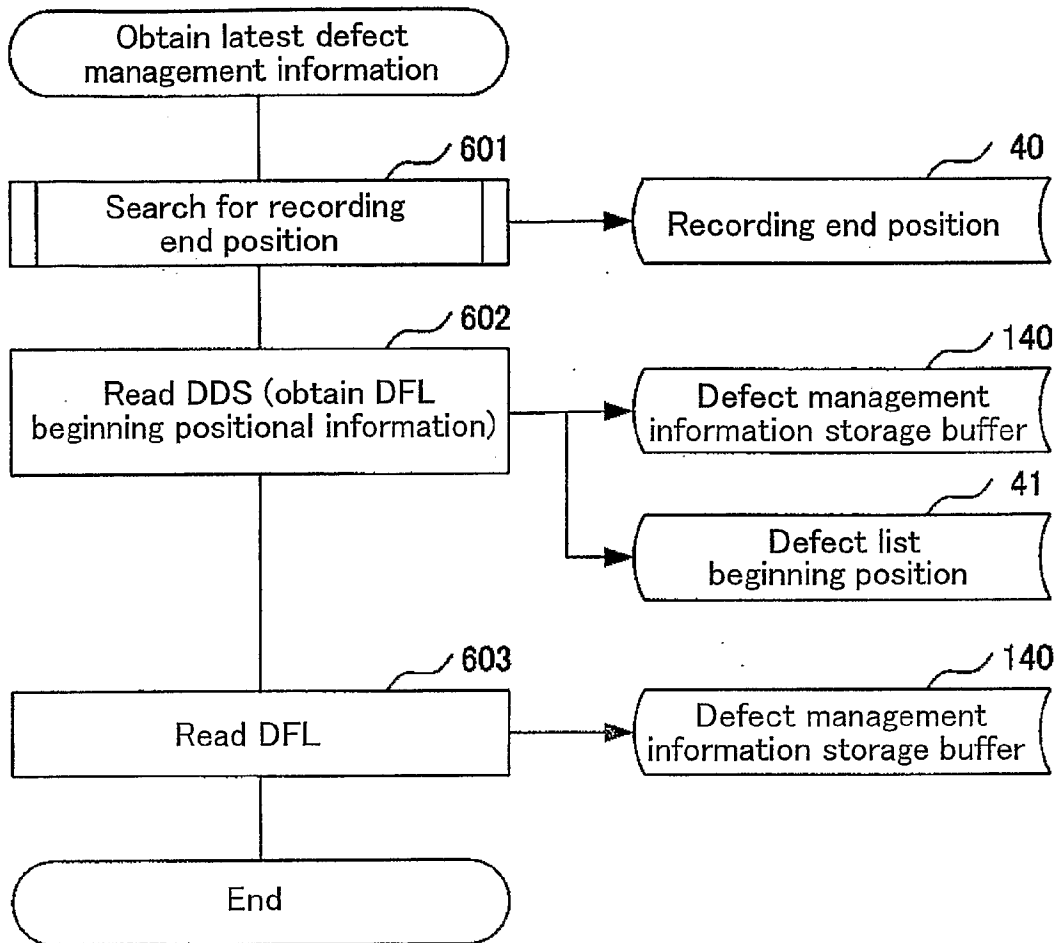 Obtain latest defect
management information
601
Search for recording
end position
40
Recording end position
602
Read DDS (obtain DFL
beginning positional information)
140
Defect management
information storage buffer
41
Defect list
beginning position
603
Read DFL
140
Defect management
information storage buffer
End